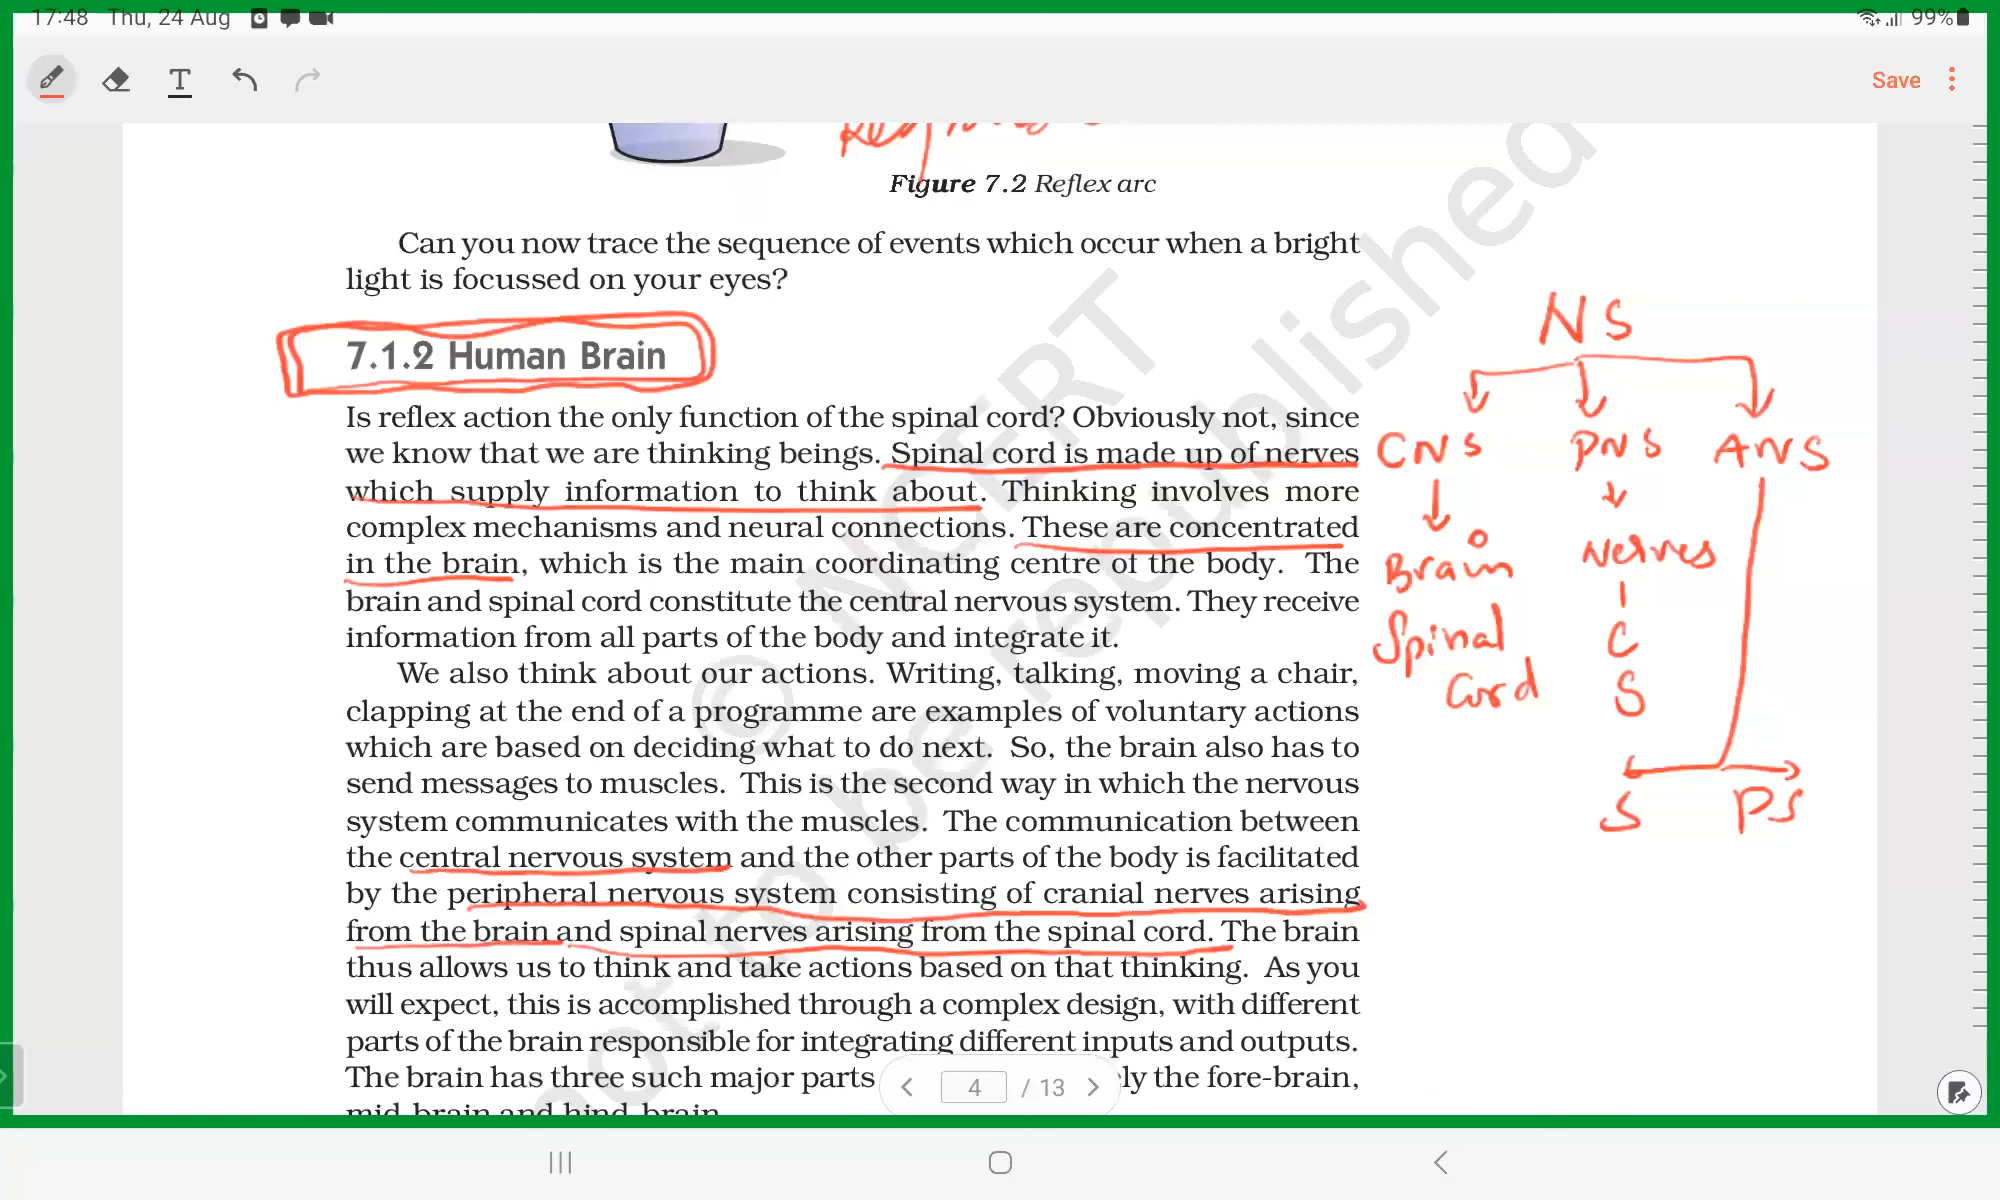 17:48 Thu, 24 Aug
99%
T
Save
Figure 7.2 Reflex arc
Can you now trace the sequence of events which occur when a bright
light is focussed on your eyes?
7.1.2 Human Brain
Is reflex action the only function of the spinal cord? Obviously not, since
we know that we are thinking beings. Spinal cord is made up of nerves
which supply information to think about. Thinking involves more
complex mechanisms and neural connections. These are concentrated
in the brain, which is the main coordinating centre of the body. The
brain and spinal cord constitute the central nervous system. They receive
information from all parts of the body and integrate it.
We also think about our actions. Writing, talking, moving a chair,
clapping at the end of a programme are examples of voluntary actions
which are based on deciding what to do next. So, the brain also has to
send messages to muscles. This is the second way in which the nervous
system communicates with the muscles. The communication between
the central nervous system and the other parts of the body is facilitated
by the peripheral nervous system consisting of cranial nerves arising
from the brain and spinal nerves arising from the spinal cord. The brain
thus allows us to think and take actions based on that thinking. As you
will expect, this is accomplished through a complex design, with different
parts of the brain responsible for integrating different inputs and outputs.
The brain has three such major parts ly the fore-brain,
mid-brain and hind-brain.
4 / 13
NS
CNS PNS ANS
Brain Nerves
Spinal C
Cord S
S PS
© NCERT
not to be republished